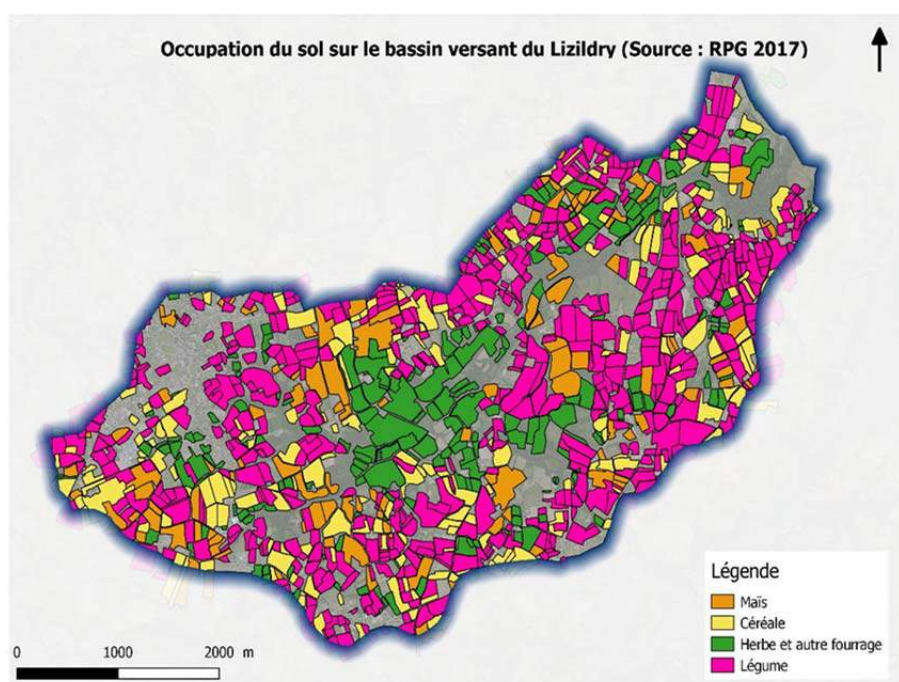 Occupation du sol sur le bassin versant du Lizildry (Source : RPG 2017)
Légende
Maïs
Céréale
Herbe et autre fourrage
Légume
0 1000 2000 m